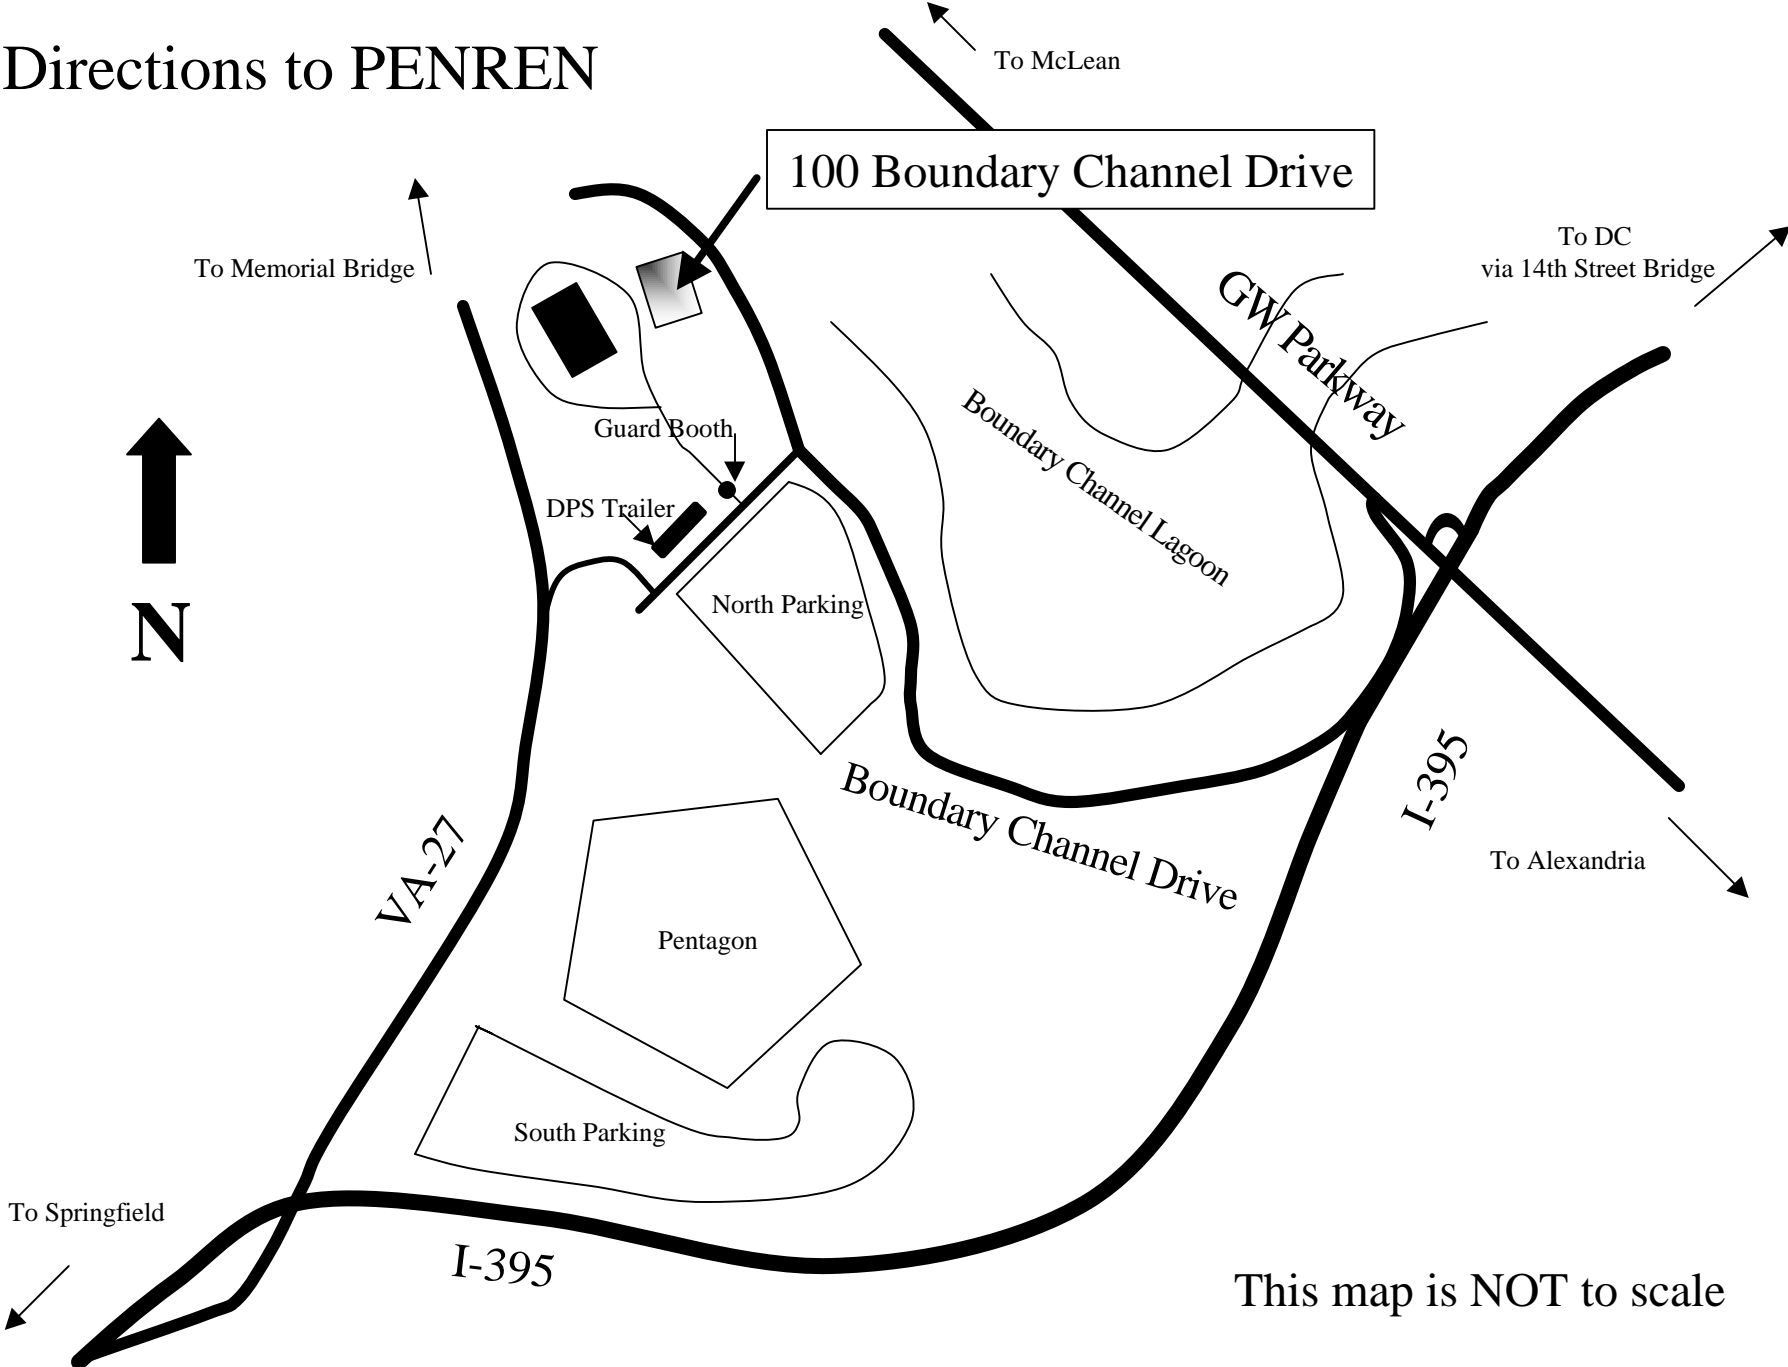 Directions to PENREN
To McLean
100 Boundary Channel Drive
To Memorial Bridge
To DC
via 14th Street Bridge
GW Parkway
Boundary Channel Lagoon
Guard Booth
DPS Trailer
North Parking
N
Boundary Channel Drive
I-395
VA-27
To Alexandria
Pentagon
South Parking
To Springfield
I-395
This map is NOT to scale